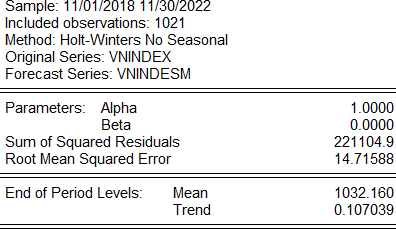 Sample: 11/01/2018 11/30/2022
Included observations: 1021
Method: Holt-Winters No Seasonal
Original Series: VNINDEX
Forecast Series: VNINDESM
Parameters: Alpha 1.0000
Beta 0.0000
Sum of Squared Residuals 221104.9
Root Mean Squared Error 14.71588
End of Period Levels: Mean 1032.160
Trend 0.107039